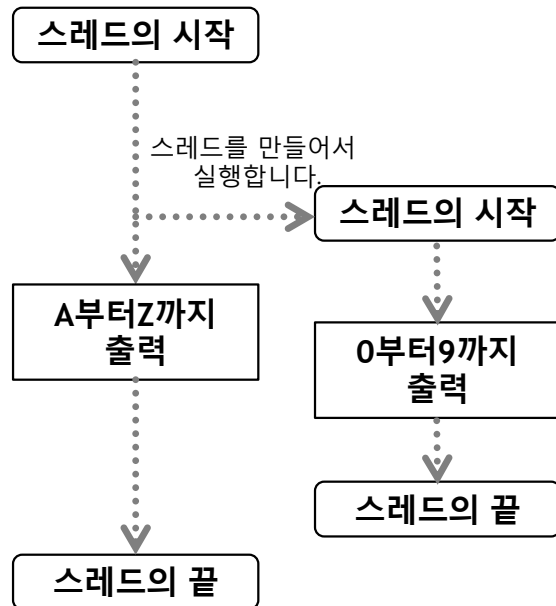 스레드의 시작
스레드를 만들어서
실행합니다.
스레드의 시작
A부터Z까지
출력
0부터9까지
출력
스레드의 끝
스레드의 끝